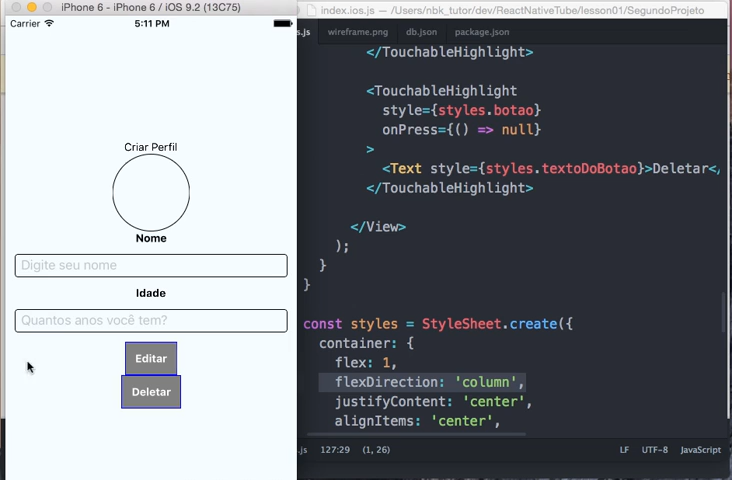 iPhone 6 - iPhone 6 / iOS 9.2 (13C75)
Carrier
5:11 PM
Criar Perfil
Nome
Digite seu nome
Idade
Quantos anos você tem?
Editar
Deletar
index.ios.js — /Users/nbk_tutor/dev/ReactNativeTube/lesson01/SegundoProjeto
s.js
wireframe.png
db.json
package.json
</TouchableHighlight>
<TouchableHighlight
style={styles.botao}
onPress={() => null}
>
<Text style={styles.textoDoBotao}>Deletar</
</TouchableHighlight>
</View>
);
}
}
const styles = StyleSheet.create({
container: {
flex: 1,
flexDirection: 'column',
justifyContent: 'center',
alignItems: 'center',
s.js
127:29
(1, 26)
LF
UTF-8
JavaScript